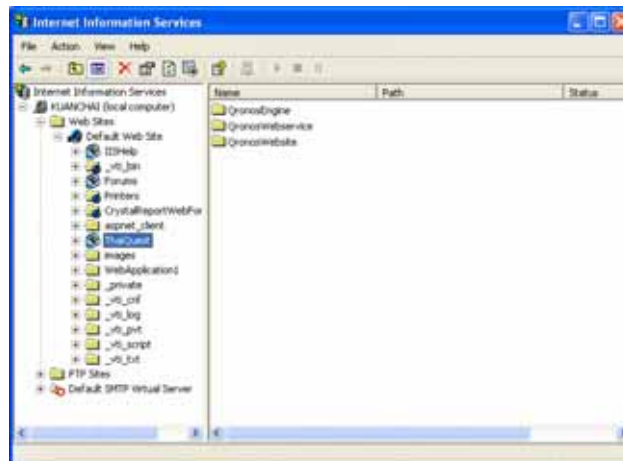 Internet Information Services
File Action View Help
Internet Information Services
KUANCHAI (local computer)
Web Sites
Default Web Site
IISHelp
_vti_bin
Forums
Printers
CrystalReportWebFor
aspnet_client
ThaiQuest
images
WebApplication1
_private
_vti_cnf
_vti_log
_vti_pvt
_vti_script
_vti_txt
FTP Sites
Default SMTP Virtual Server
Name Path Status
QronosEngine
QronosWebservice
QronosWebsite